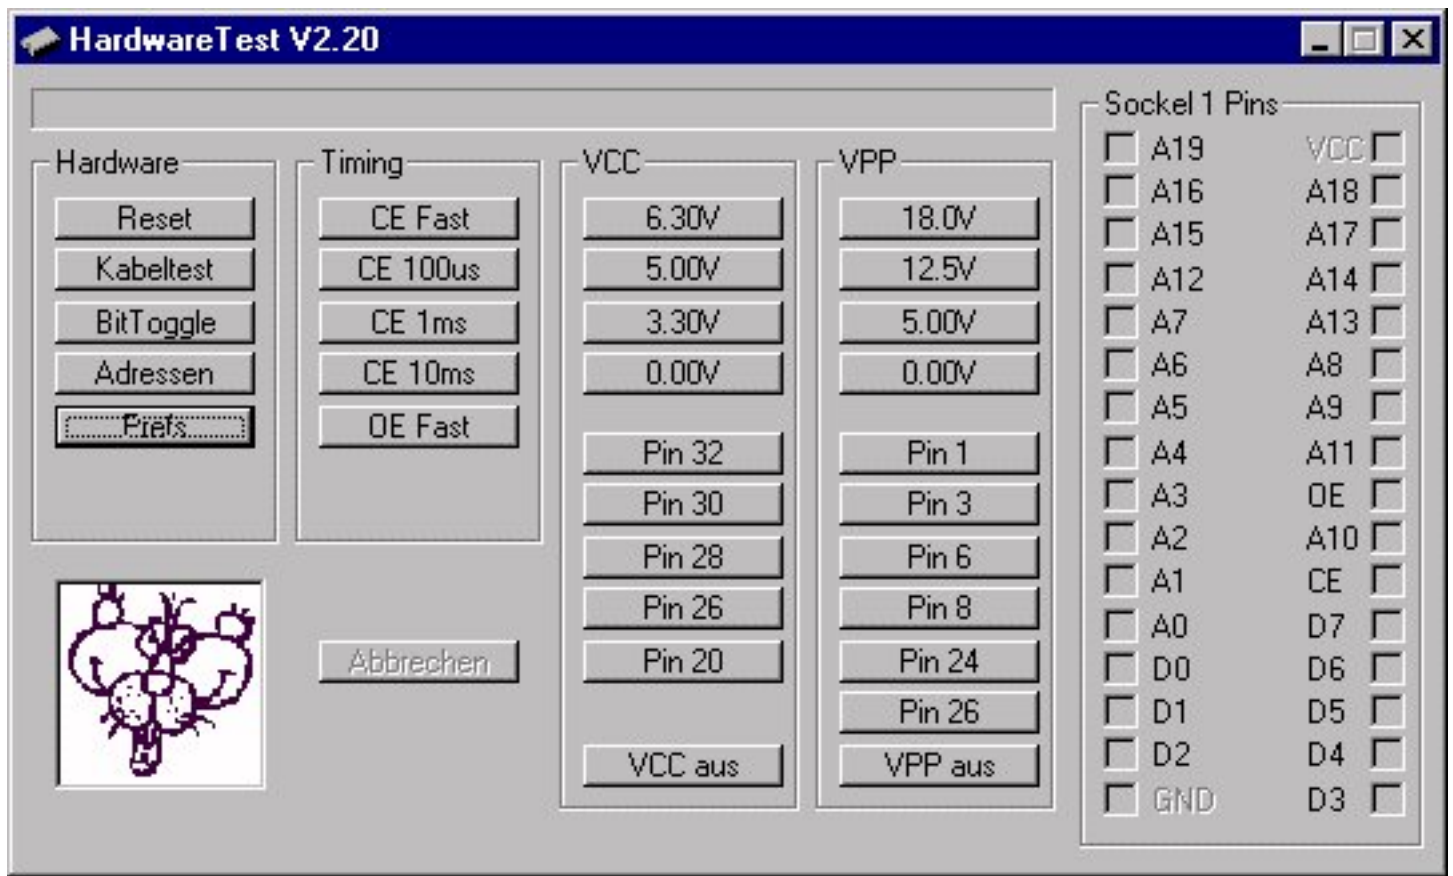 HardwareTest V2.20
Hardware
Reset
Kabeltest
BitToggle
Adressen
Prefs
Timing
CE Fast
CE 100us
CE 1ms
CE 10ms
OE Fast
Abbrechen
VCC
6.30V
5.00V
3.30V
0.00V
Pin 32
Pin 30
Pin 28
Pin 26
Pin 20
VCC aus
VPP
18.0V
12.5V
5.00V
0.00V
Pin 1
Pin 3
Pin 6
Pin 8
Pin 24
Pin 26
VPP aus
Sockel 1 Pins
A19 VCC
A16 A18
A15 A17
A12 A14
A7 A13
A6 A8
A5 A9
A4 A11
A3 OE
A2 A10
A1 CE
A0 D7
D0 D6
D1 D5
D2 D4
GND D3